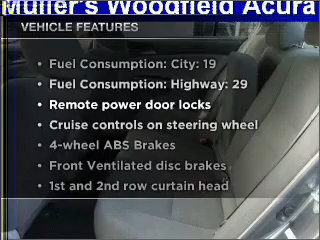 Muller's Woodfield Acura
VEHICLE FEATURES
• Fuel Consumption: City: 19
• Fuel Consumption: Highway: 29
• Remote power door locks
• Cruise controls on steering wheel
• 4-wheel ABS Brakes
• Front Ventilated disc brakes
• 1st and 2nd row curtain head